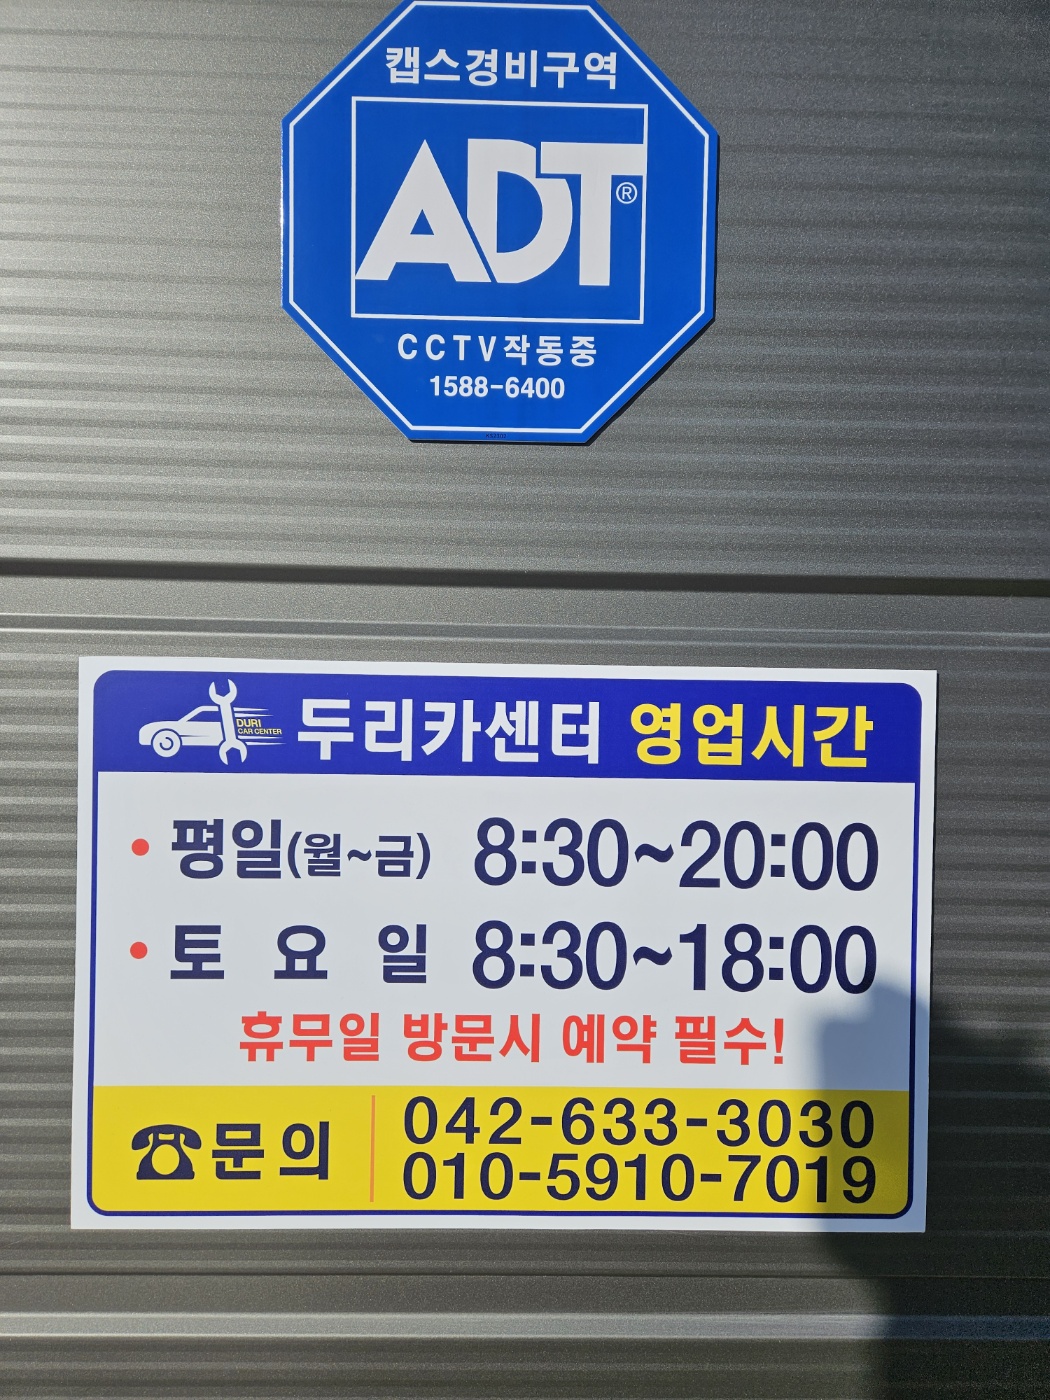 캡스경비구역
ADT®
CCTV작동중
1588-6400
DURI
CAR CENTER
두리카센터 영업시간
• 평일(월~금) 8:30~20:00
• 토요일 8:30~18:00
휴무일 방문시 예약 필수!
☎문의
042-633-3030
010-5910-7019